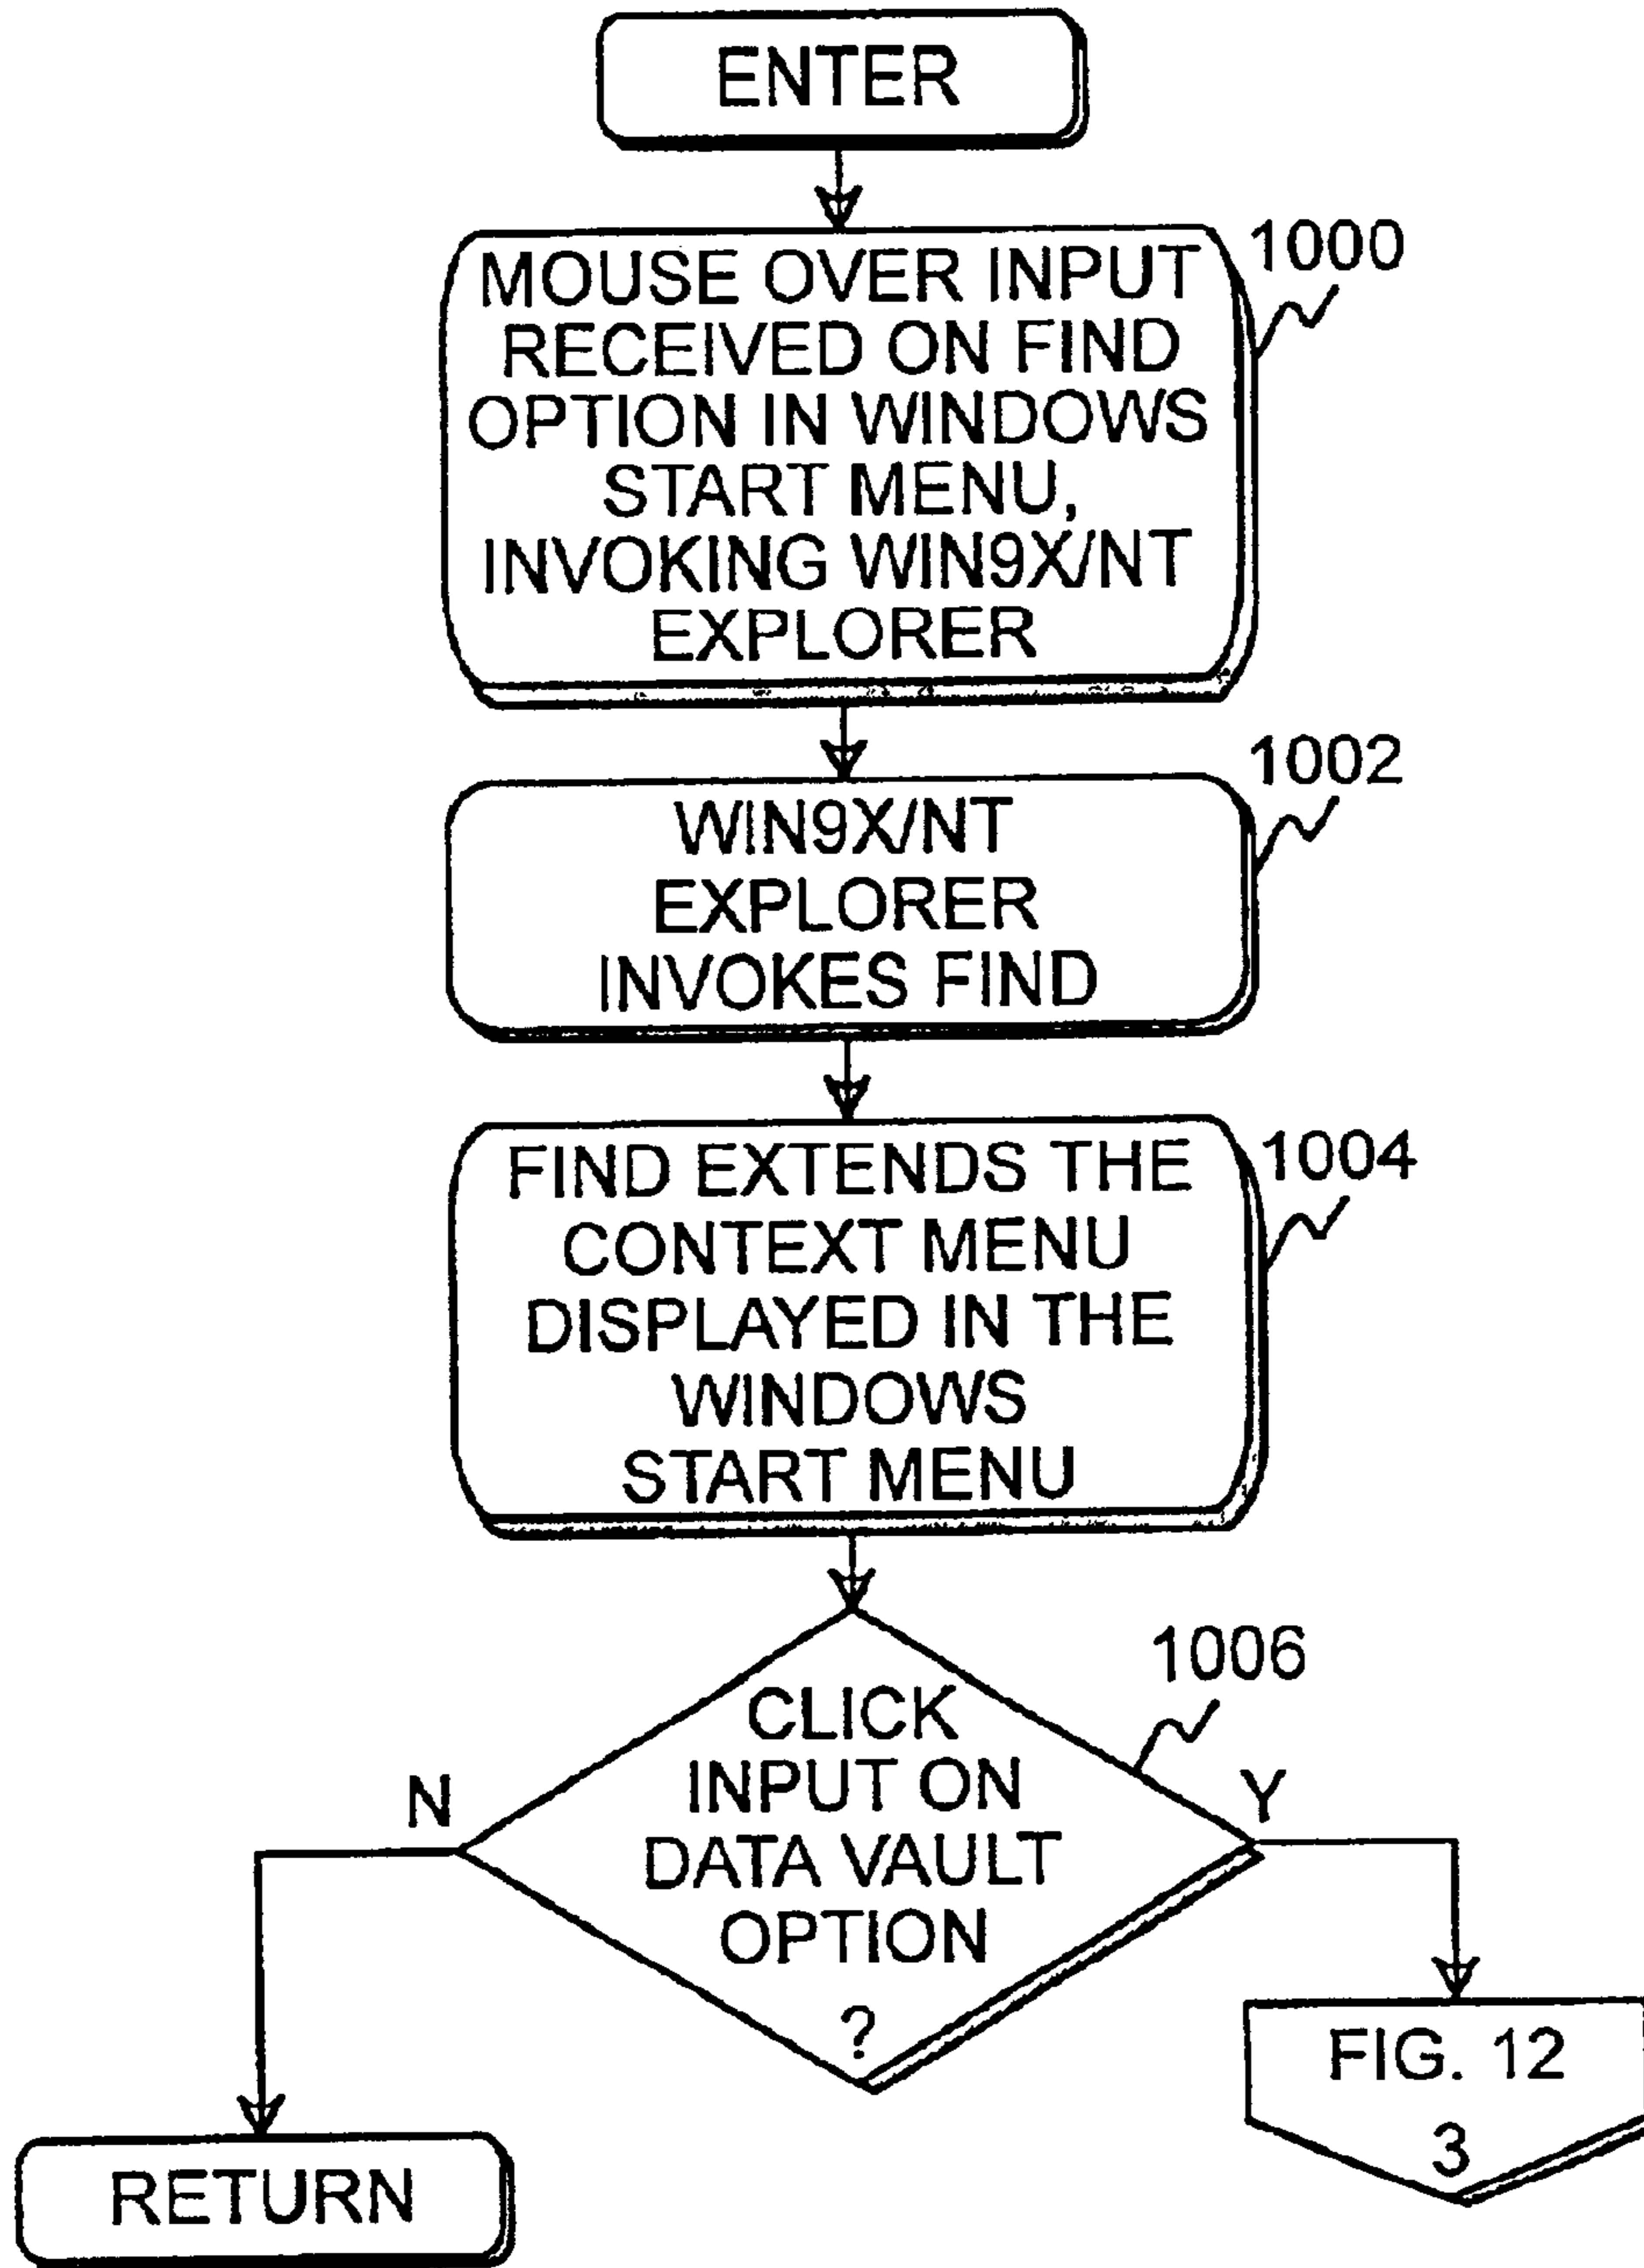 ENTER
1000
MOUSE OVER INPUT
RECEIVED ON FIND
OPTION IN WINDOWS
START MENU,
INVOKING WIN9X/NT
EXPLORER
1002
WIN9X/NT
EXPLORER
INVOKES FIND
1004
FIND EXTENDS THE
CONTEXT MENU
DISPLAYED IN THE
WINDOWS
START MENU
1006
CLICK
INPUT ON
DATA VAULT
OPTION
?
N
Y
FIG. 12
3
RETURN